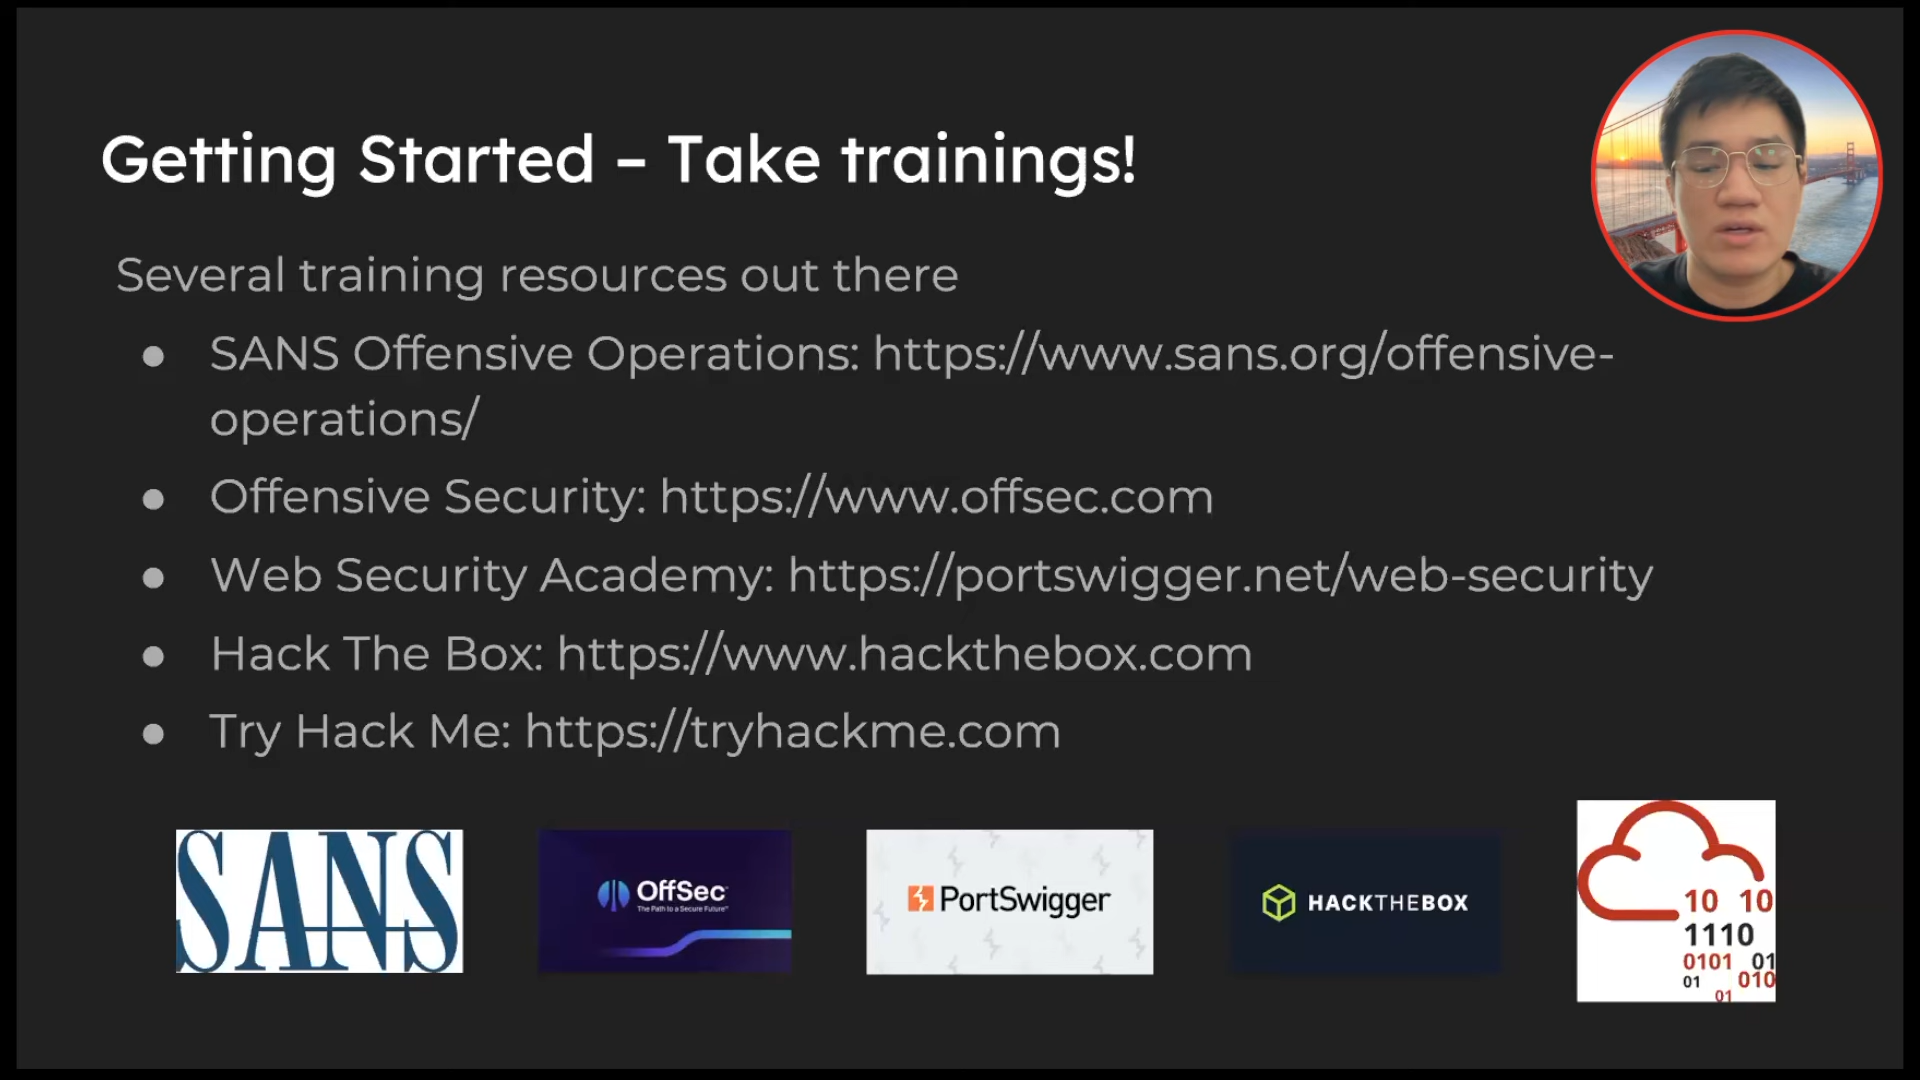 Getting Started – Take trainings!
Several training resources out there
● SANS Offensive Operations: https://www.sans.org/offensive-
operations/
● Offensive Security: https://www.offsec.com
● Web Security Academy: https://portswigger.net/web-security
● Hack The Box: https://www.hackthebox.com
● Try Hack Me: https://tryhackme.com
SANS
OffSec™
The Path to a Secure Future™
PortSwigger
HACKTHEBOX
10 10
1110
0101 01
01 010
01